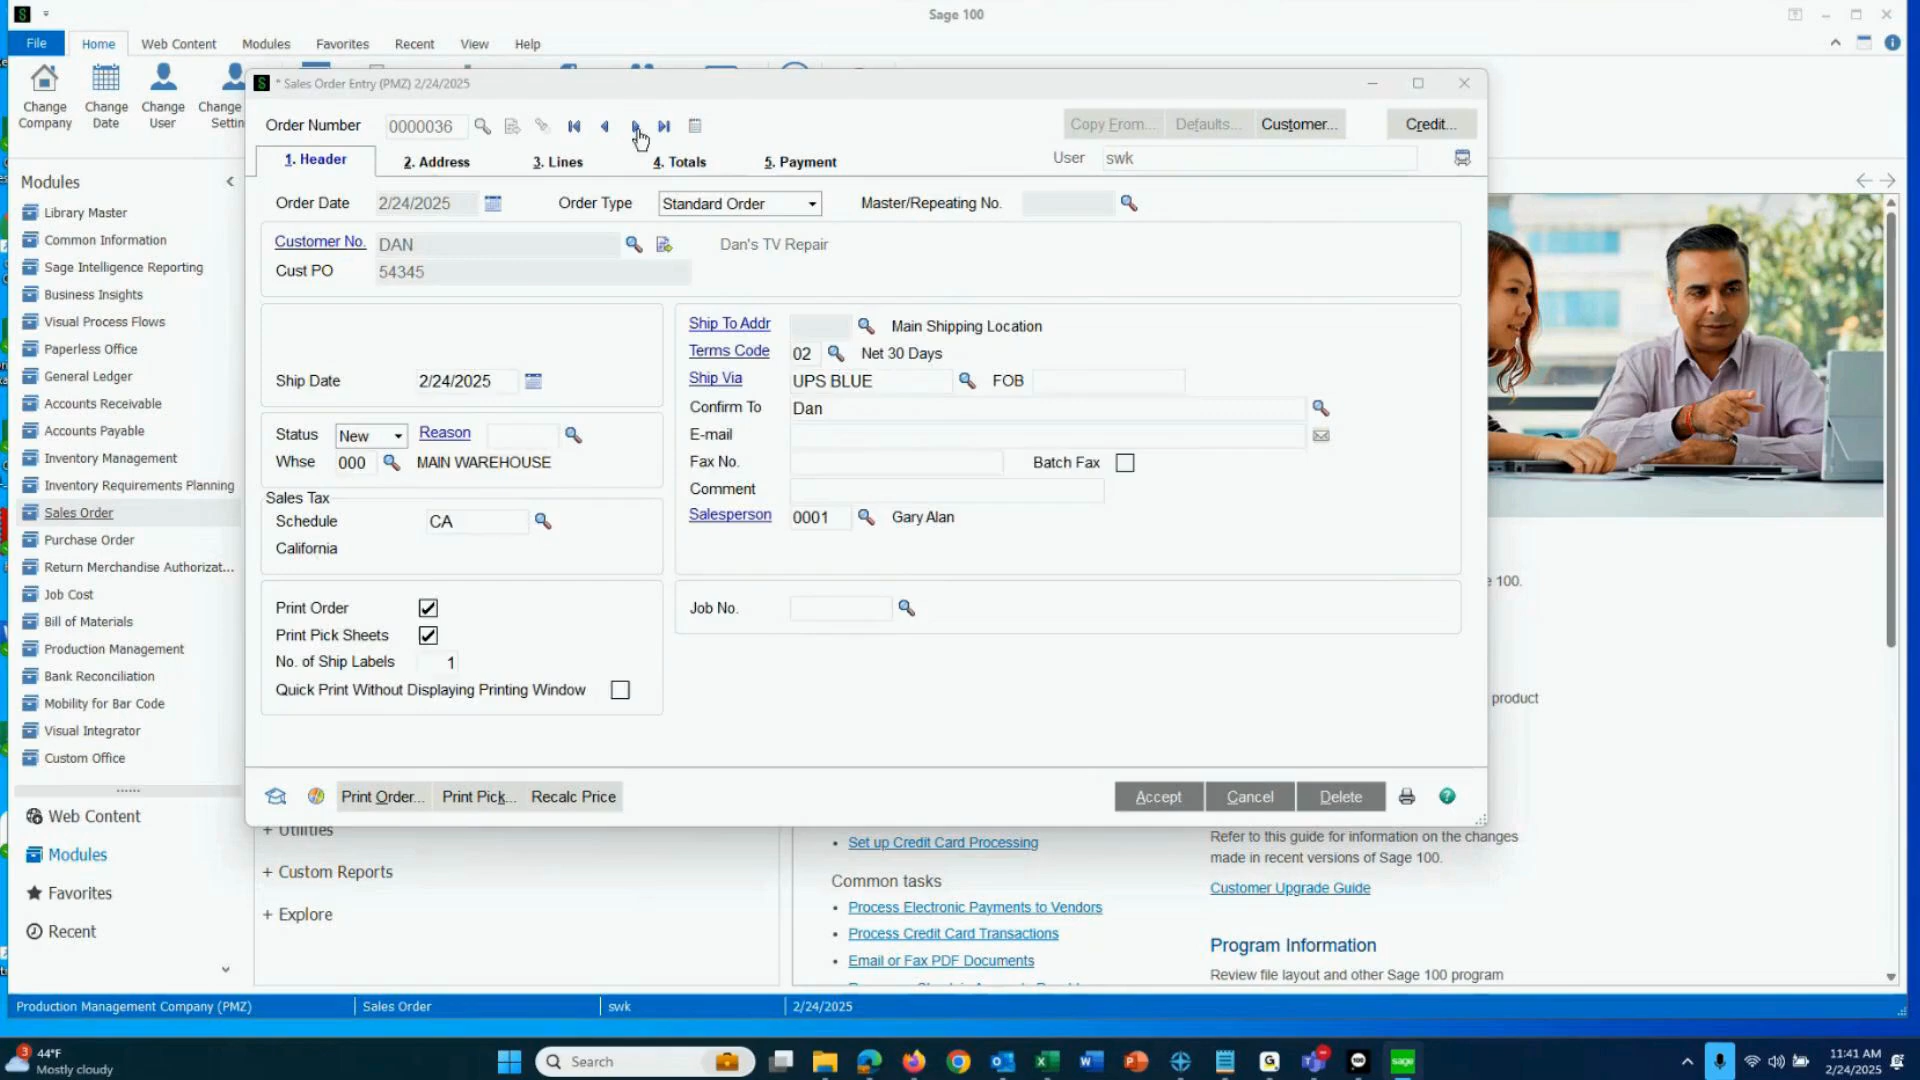 Sage 100
File Home Web Content Modules Favorites Recent View Help
Change Company
Change Date
Change User
Change
* Sales Order Entry (PMZ) 2/24/2025
Order Number 0000036
Copy From... Defaults... Customer... Credit...
1. Header 2. Address 3. Lines 4. Totals 5. Payment
User swk
Order Date 2/24/2025 Order Type Standard Order Master/Repeating No.
Customer No. DAN Dan's TV Repair
Cust PO 54345
Ship Date 2/24/2025
Status New Reason
Whse 000 MAIN WAREHOUSE
Sales Tax
Schedule CA
California
Print Order
Print Pick Sheets
No. of Ship Labels 1
Quick Print Without Displaying Printing Window
Ship To Addr Main Shipping Location
Terms Code 02 Net 30 Days
Ship Via UPS BLUE FOB
Confirm To Dan
E-mail
Fax No. Batch Fax
Comment
Salesperson 0001 Gary Alan
Job No.
Print Order... Print Pick... Recalc Price
Accept Cancel Delete
Modules
Library Master
Common Information
Sage Intelligence Reporting
Business Insights
Visual Process Flows
Paperless Office
General Ledger
Accounts Receivable
Accounts Payable
Inventory Management
Inventory Requirements Planning
Sales Order
Purchase Order
Return Merchandise Authorizat...
Job Cost
Bill of Materials
Production Management
Bank Reconciliation
Mobility for Bar Code
Visual Integrator
Custom Office
Web Content
Modules
Favorites
Recent
+ Utilities
+ Custom Reports
+ Explore
Set up Credit Card Processing
Common tasks
Process Electronic Payments to Vendors
Process Credit Card Transactions
Email or Fax PDF Documents
100.
product
Refer to this guide for information on the changes
made in recent versions of Sage 100.
Customer Upgrade Guide
Program Information
Review file layout and other Sage 100 program
Production Management Company (PMZ) Sales Order swk 2/24/2025
3
44°F
Mostly cloudy
Search
sage
11:41 AM
2/24/2025